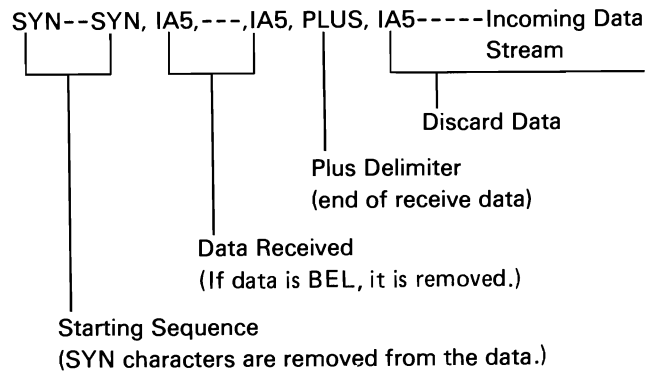 SYN--SYN, IA5,---,IA5, PLUS, IA5-----Incoming Data
Stream
Discard Data
Plus Delimiter
(end of receive data)
Data Received
(If data is BEL, it is removed.)
Starting Sequence
(SYN characters are removed from the data.)